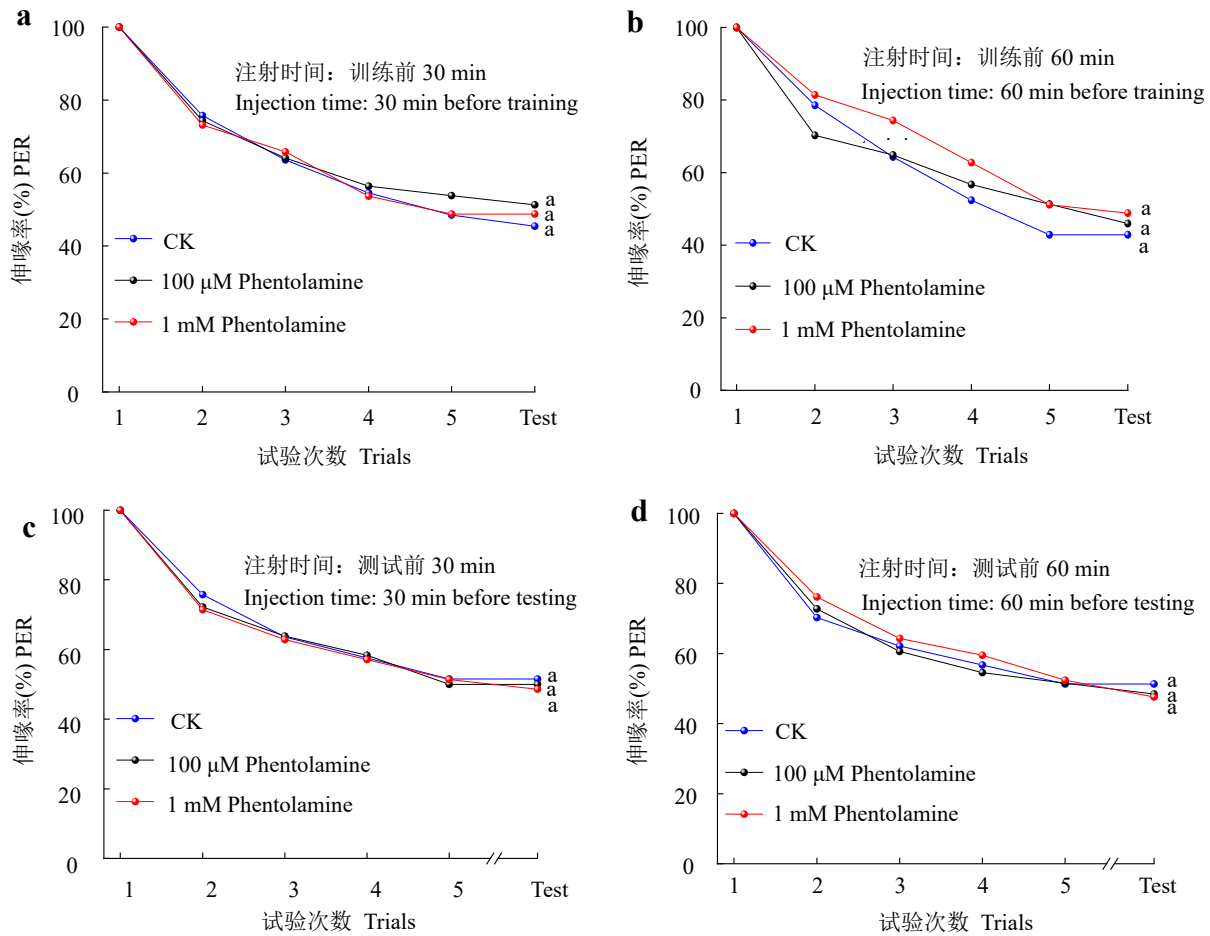 a
100
80
60
40
20
0
伸喙率(%) PER
注射时间：训练前 30 min
Injection time: 30 min before training
a
a
a
CK
100 μM Phentolamine
1 mM Phentolamine
1 2 3 4 5 Test
试验次数 Trials
b
100
80
60
40
20
0
伸喙率(%) PER
注射时间：训练前 60 min
Injection time: 60 min before training
a
a
a
CK
100 μM Phentolamine
1 mM Phentolamine
1 2 3 4 5 Test
试验次数 Trials
c
100
80
60
40
20
0
伸喙率(%) PER
注射时间：测试前 30 min
Injection time: 30 min before testing
a
a
a
CK
100 μM Phentolamine
1 mM Phentolamine
1 2 3 4 5 Test
试验次数 Trials
d
100
80
60
40
20
0
伸喙率(%) PER
注射时间：测试前 60 min
Injection time: 60 min before testing
a
a
a
CK
100 μM Phentolamine
1 mM Phentolamine
1 2 3 4 5 Test
试验次数 Trials